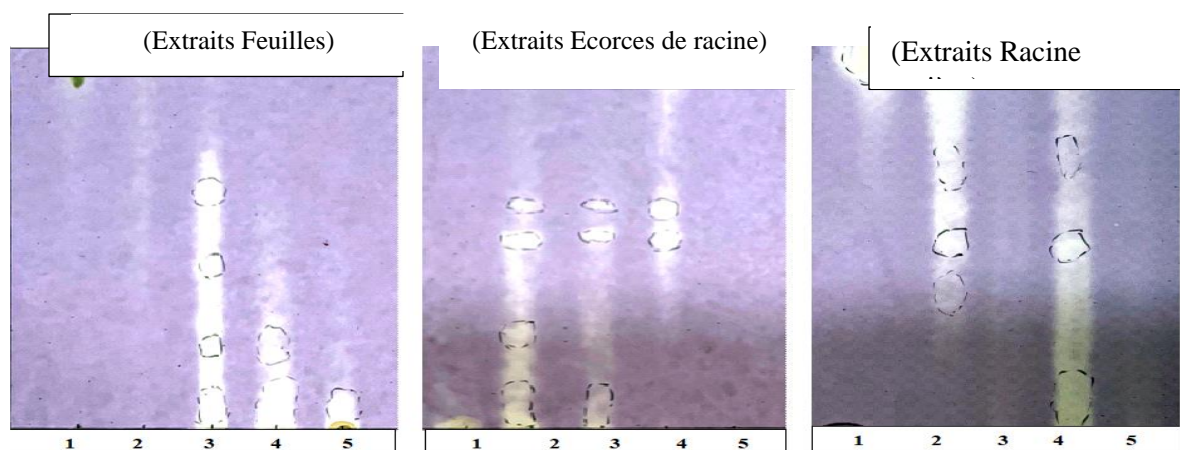 (Extraits Feuilles)
(Extraits Ecorces de racine)
(Extraits Racine
1 2 3 4 5
1 2 3 4 5
1 2 3 4 5